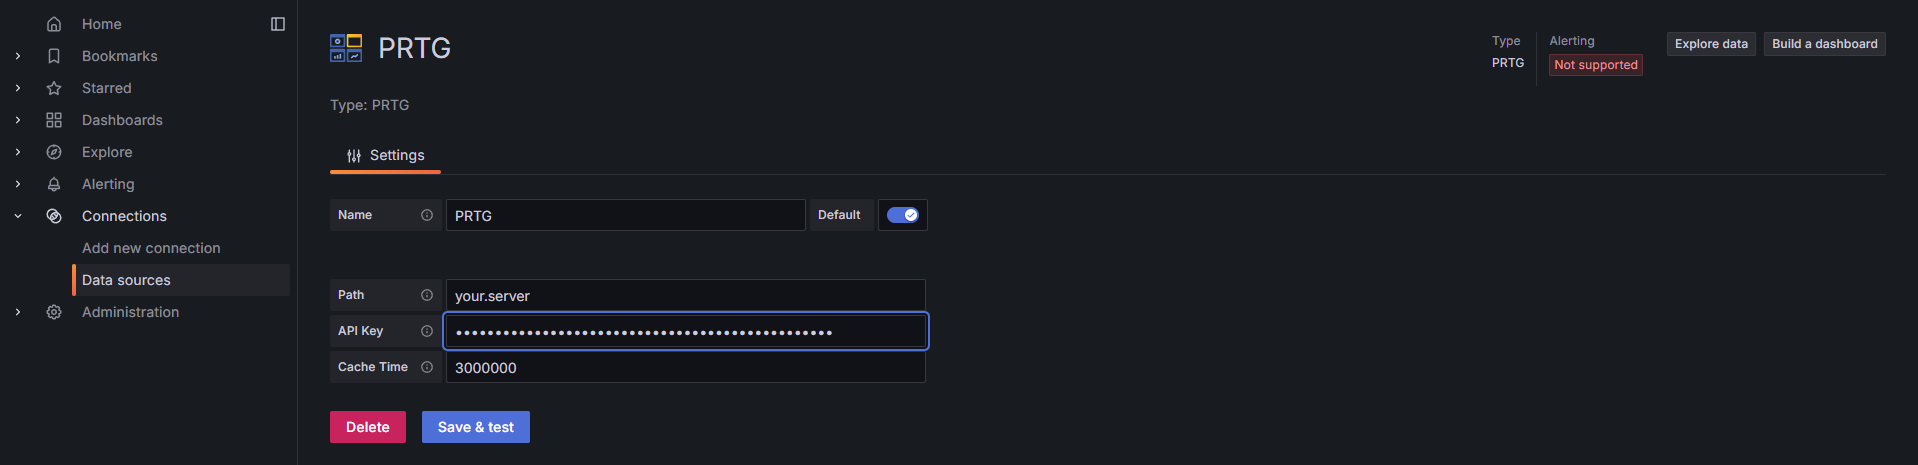 Home
Bookmarks
Starred
Dashboards
Explore
Alerting
Connections
Add new connection
Data sources
Administration
PRTG
Type: PRTG
Type
PRTG
Alerting
Not supported
Explore data
Build a dashboard
Settings
Name PRTG Default
Path your.server
API Key ••••••••••••••••••••••••••••••••••••••••••••••••
Cache Time 3000000
Delete Save & test